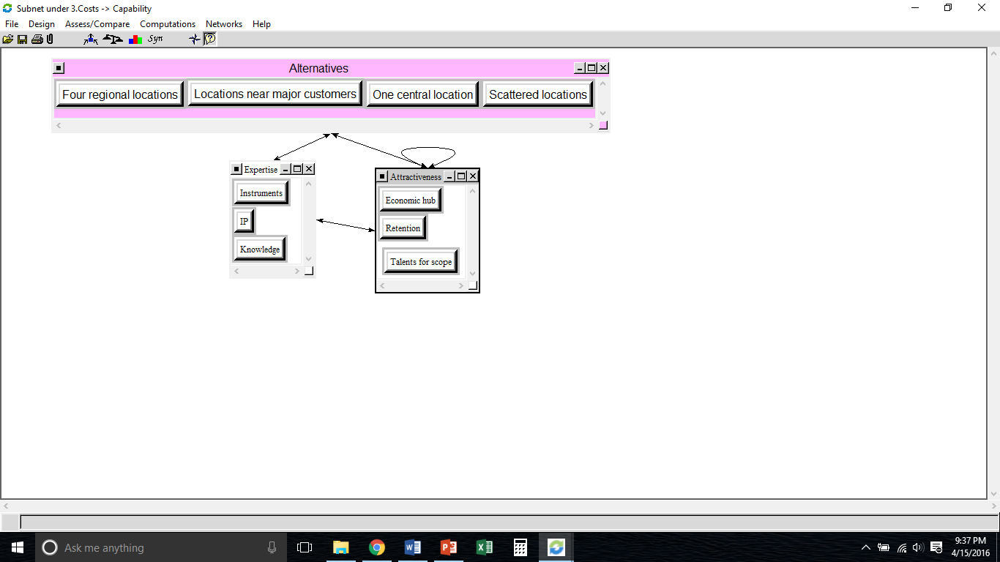 Subnet under 3.Costs -> Capability
File Design Assess/Compare Computations Networks Help
Syn
Alternatives
Four regional locations Locations near major customers One central location Scattered locations
Expertise
Instruments
IP
Knowledge
Attractiveness
Economic hub
Retention
Talents for scope
Ask me anything
9:37 PM
4/15/2016